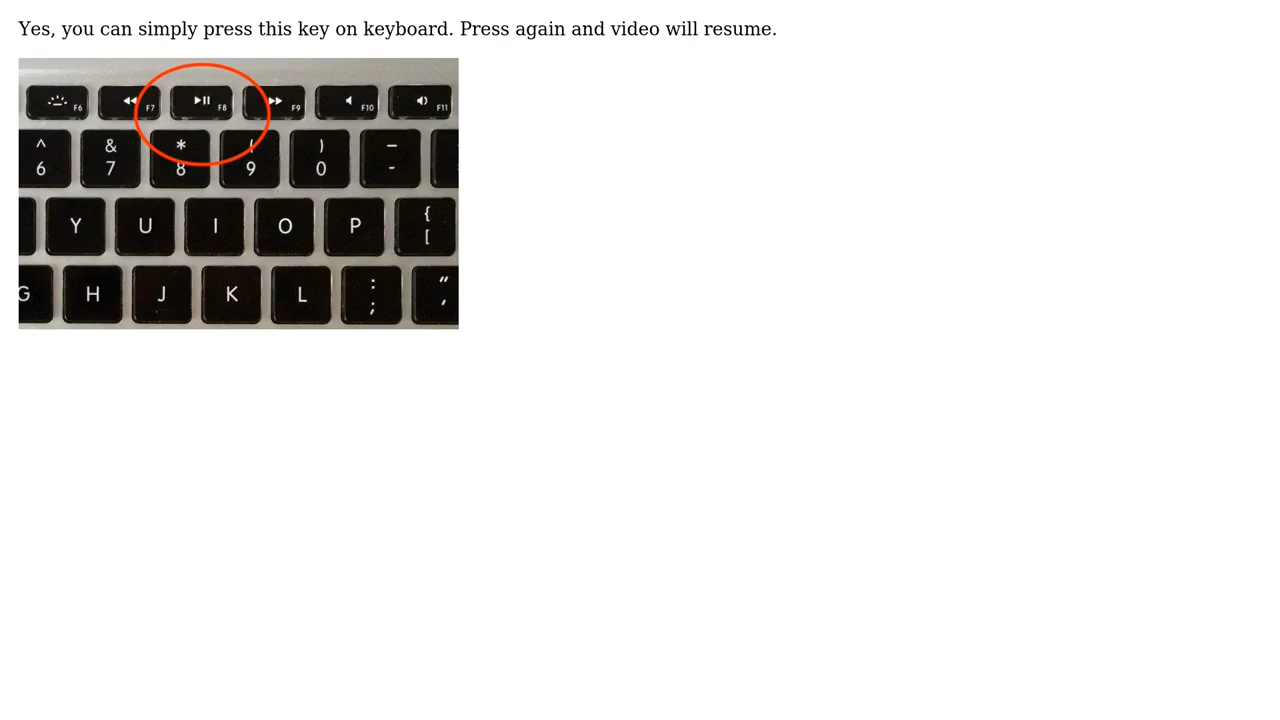 Yes, you can simply press this key on keyboard. Press again and video will resume.
F6 F7 F8 F9 F10 F11
^ & * ( ) –
6 7 8 9 0 -
Y U I O P { [
G H J K L : ; " ,